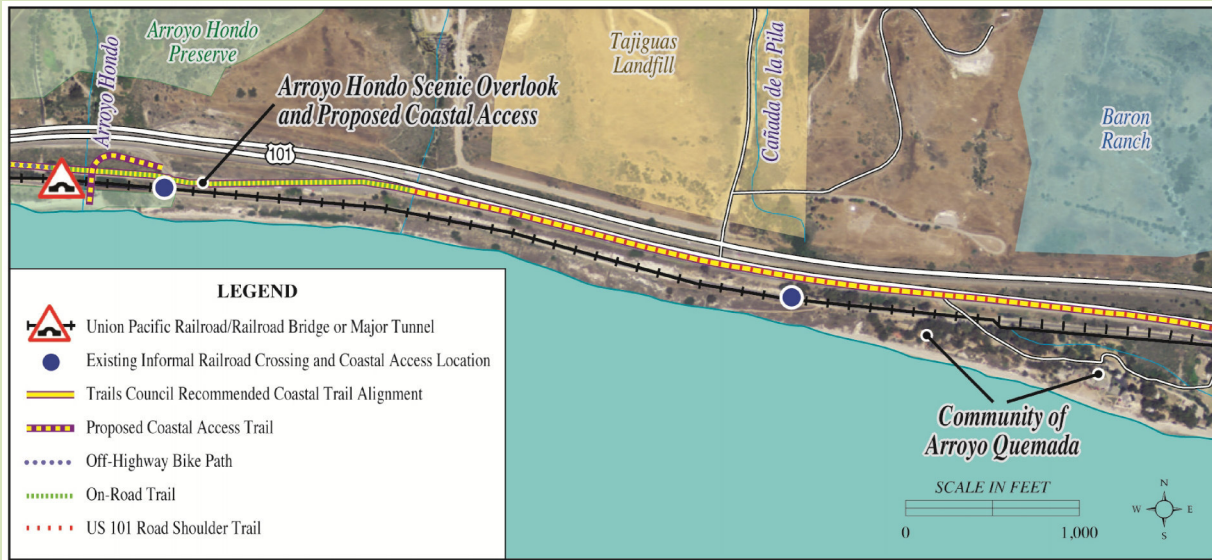 Arroyo Hondo
Preserve
Arroyo Hondo
Arroyo Hondo Scenic Overlook
and Proposed Coastal Access
101
Tajiguas
Landfill
Cañada de la Pila
Baron
Ranch
Community of
Arroyo Quemada
LEGEND
Union Pacific Railroad/Railroad Bridge or Major Tunnel
Existing Informal Railroad Crossing and Coastal Access Location
Trails Council Recommended Coastal Trail Alignment
Proposed Coastal Access Trail
Off-Highway Bike Path
On-Road Trail
US 101 Road Shoulder Trail
SCALE IN FEET
0 1,000
N
W E
S